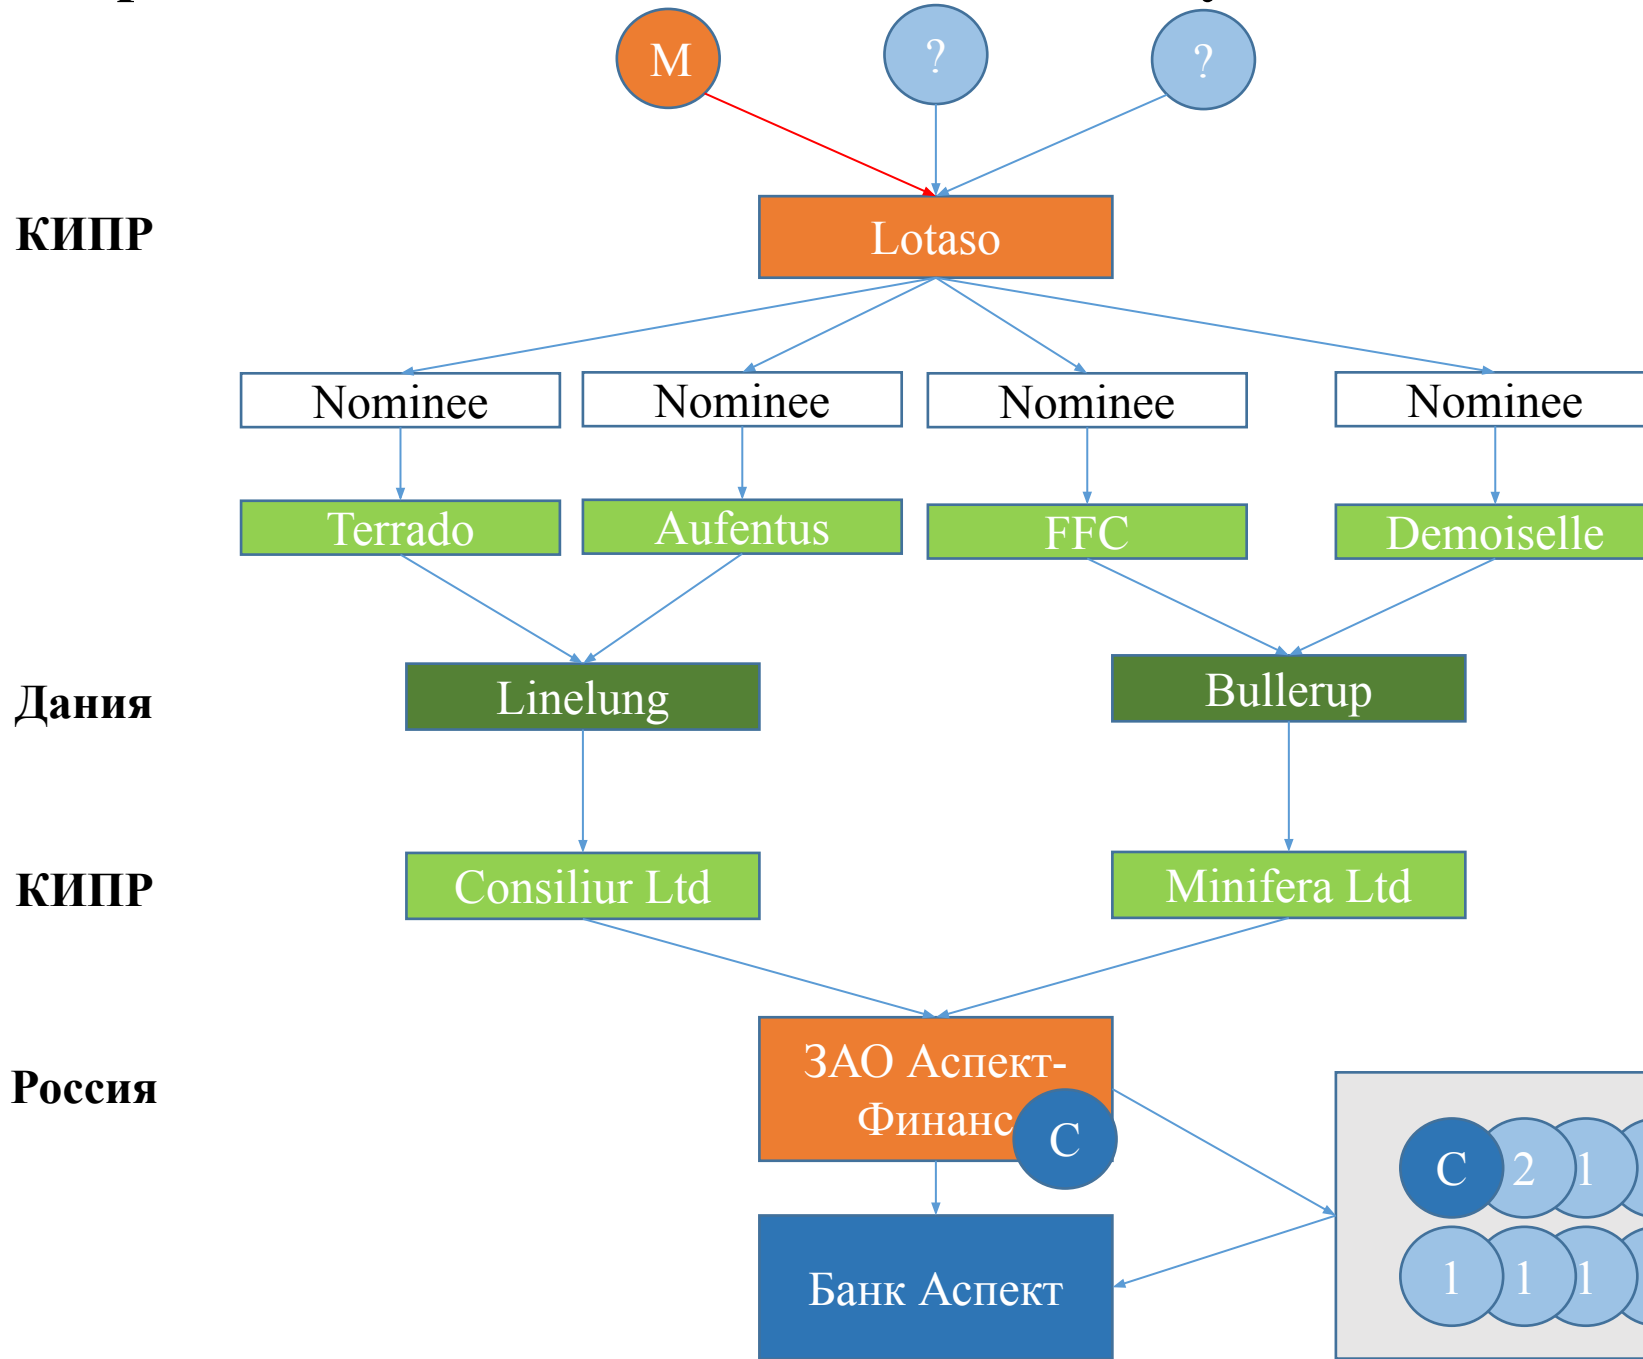 М
?
?
КИПР
Lotaso
Nominee
Nominee
Nominee
Nominee
Terrado
Aufentus
FFC
Demoiselle
Дания
Linelung
Bullerup
КИПР
Consiliur Ltd
Minifera Ltd
Россия
ЗАО Аспект-
Финанс
С
С
2
1
1
1
1
Банк Аспект